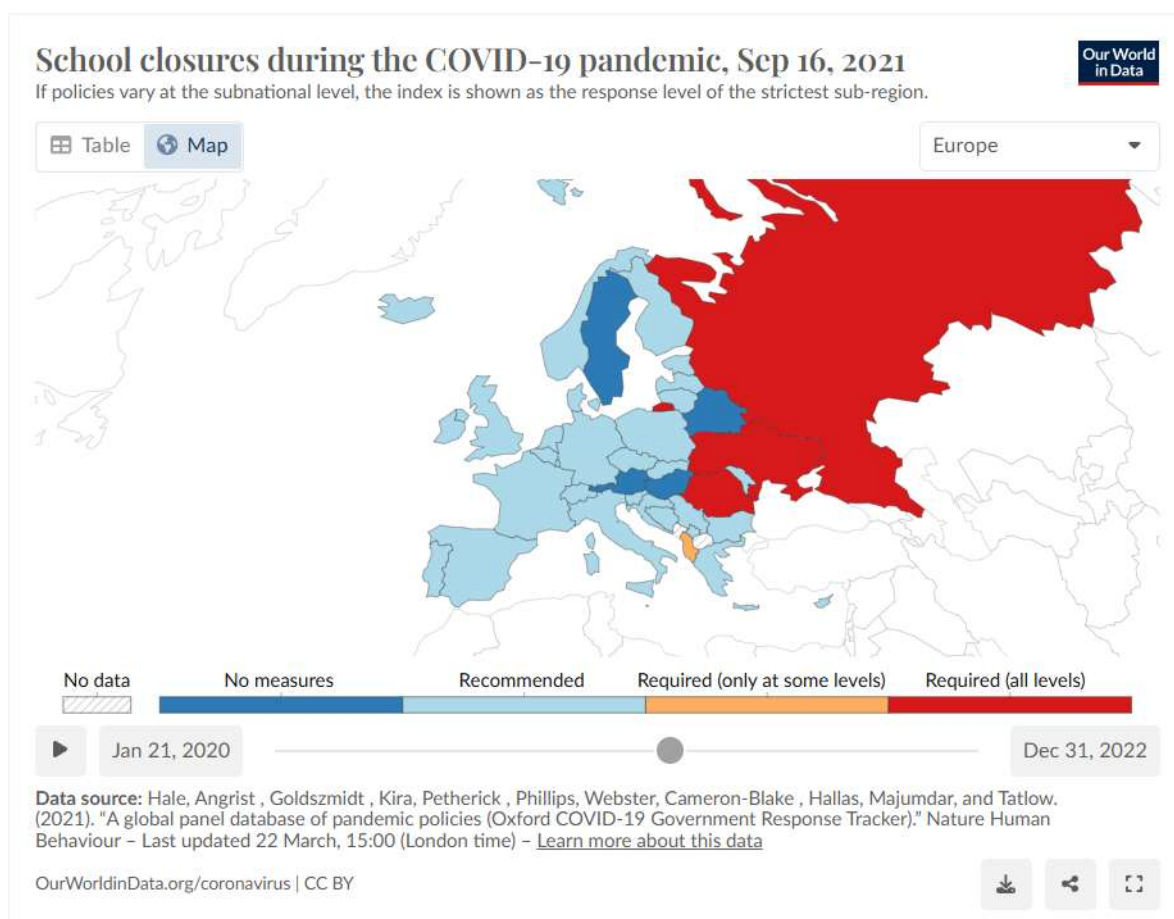 School closures during the COVID-19 pandemic, Sep 16, 2021
Our World
in Data
If policies vary at the subnational level, the index is shown as the response level of the strictest sub-region.
Table
Map
Europe
No data
No measures
Recommended
Required (only at some levels)
Required (all levels)
Jan 21, 2020
Dec 31, 2022
Data source: Hale, Angrist , Goldszmidt , Kira, Petherick , Phillips, Webster, Cameron-Blake , Hallas, Majumdar, and Tatlow.
(2021). “A global panel database of pandemic policies (Oxford COVID-19 Government Response Tracker).” Nature Human
Behaviour – Last updated 22 March, 15:00 (London time) – Learn more about this data
OurWorldinData.org/coronavirus | CC BY